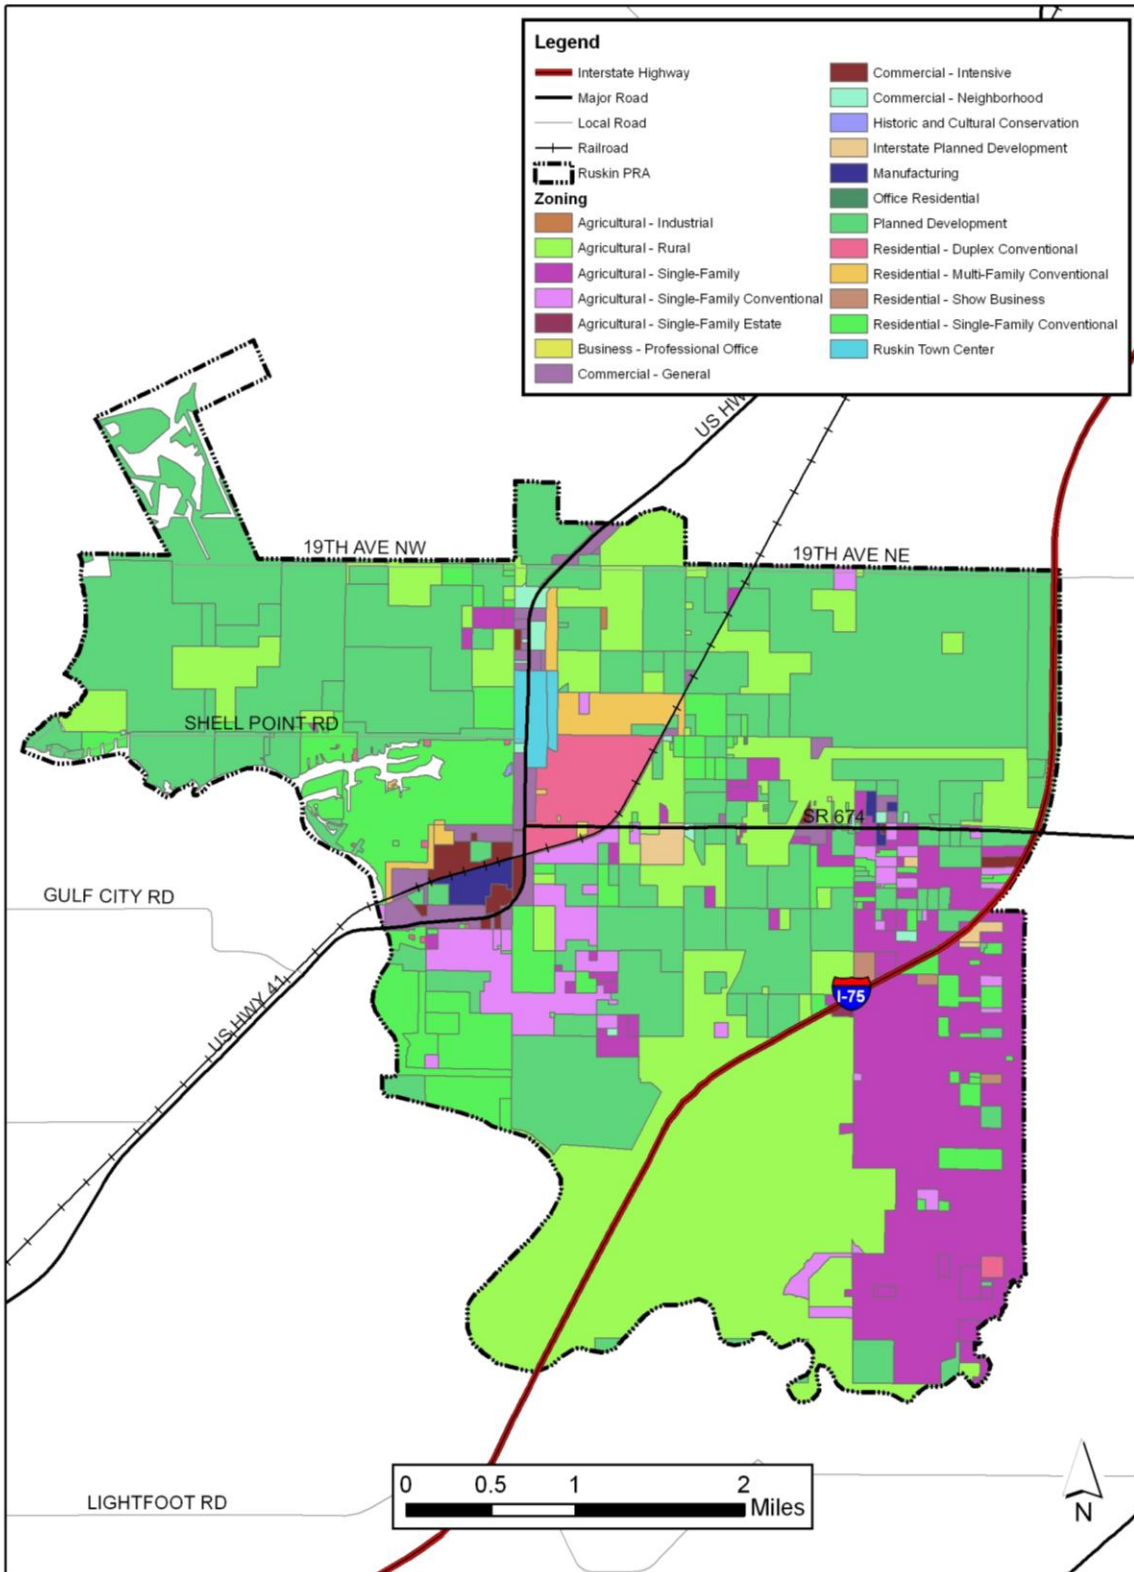 Legend
Interstate Highway
Major Road
Local Road
Railroad
Ruskin PRA
Zoning
Agricultural - Industrial
Agricultural - Rural
Agricultural - Single-Family
Agricultural - Single-Family Conventional
Agricultural - Single-Family Estate
Business - Professional Office
Commercial - General
Commercial - Intensive
Commercial - Neighborhood
Historic and Cultural Conservation
Interstate Planned Development
Manufacturing
Office Residential
Planned Development
Residential - Duplex Conventional
Residential - Multi-Family Conventional
Residential - Show Business
Residential - Single-Family Conventional
Ruskin Town Center
US HW
19TH AVE NW
19TH AVE NE
SHELL POINT RD
SR 674
GULF CITY RD
I-75
US HWY 41
0 0.5 1 2
Miles
N
LIGHTFOOT RD